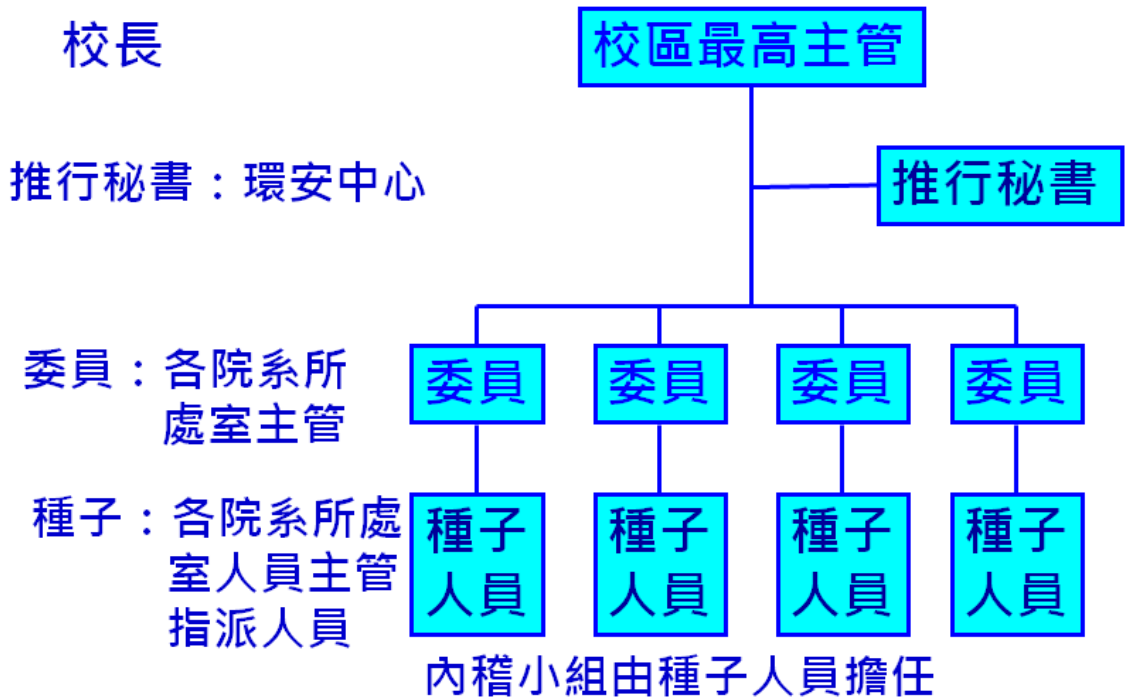 校長
校區最高主管
推行秘書：環安中心
推行秘書
委員：各院系所
處室主管
委員
委員
委員
委員
種子：各院系所處
室人員主管
指派人員
種子
人員
種子
人員
種子
人員
種子
人員
內稽小組由種子人員擔任